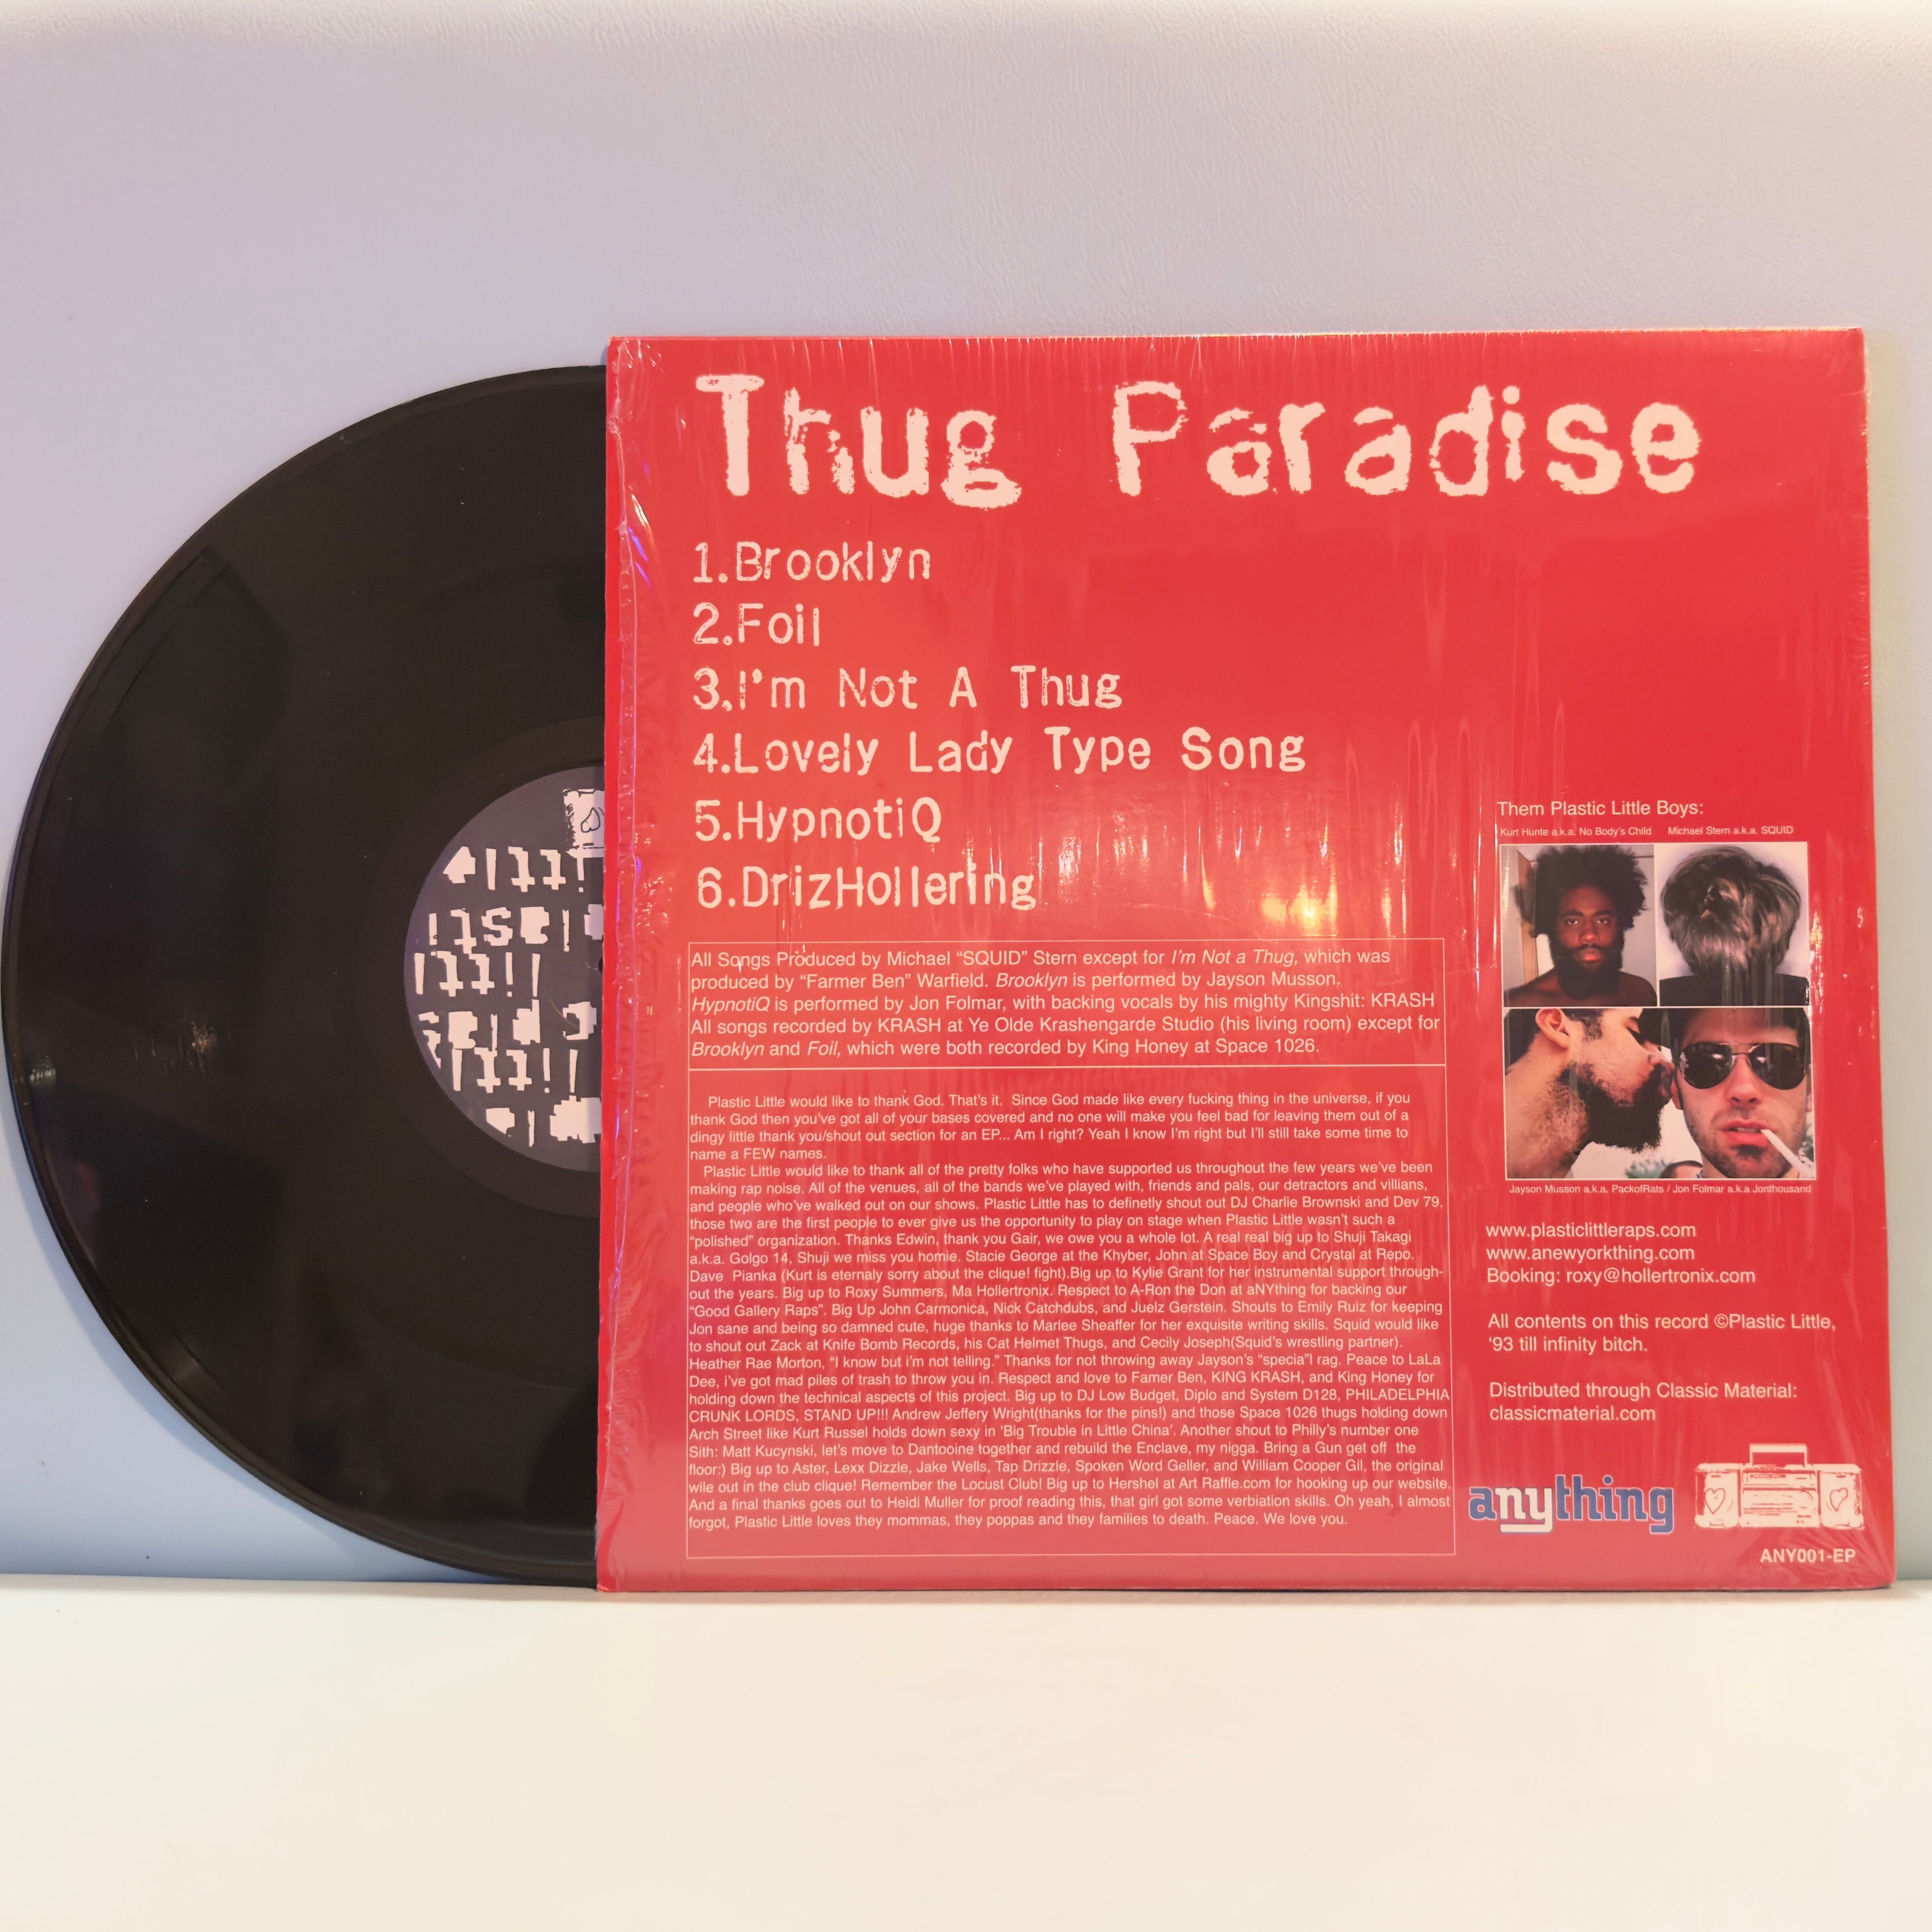 Thug Paradise
1.Brooklyn
2.Foil
3.I'm Not A Thug
4.Lovely Lady Type Song
5.HypnotiQ
6.DrizHollering
All Songs Produced by Michael “SQUID” Stern except for I'm Not a Thug, which was
produced by “Farmer Ben” Warfield. Brooklyn is performed by Jayson Musson.
HypnotiQ is performed by Jon Folmar, with backing vocals by his mighty Kingshit: KRASH
All songs recorded by KRASH at Ye Olde Krashengarde Studio (his living room) except for
Brooklyn and Foil, which were both recorded by King Honey at Space 1026.
Plastic Little would like to thank God. That's it. Since God made like every fucking thing in the universe, if you
thank God then you've got all of your bases covered and no one will make you feel bad for leaving them out of a
dingy little thank you/shout out section for an EP... Am I right? Yeah I know I'm right but I'll still take some time to
name a FEW names.
Plastic Little would like to thank all of the pretty folks who have supported us throughout the few years we've been
making rap noise. All of the venues, all of the bands we've played with, friends and pals, our detractors and villians,
and people who've walked out on our shows. Plastic Little has to definetly shout out DJ Charlie Brownski and Dev 79,
those two are the first people to ever give us the opportunity to play on stage when Plastic Little wasn't such a
“polished” organization. Thanks Edwin, thank you Gair, we owe you a whole lot. A real real big up to Shuji Takagi
a.k.a. Golgo 14, Shuji we miss you homie. Stacie George at the Khyber, John at Space Boy and Crystal at Repo.
Dave Pianka (Kurt is eternaly sorry about the clique! fight).Big up to Kylie Grant for her instrumental support through-
out the years. Big up to Roxy Summers, Ma Hollertronix. Respect to A-Ron the Don at aNYthing for backing our
“Good Gallery Raps”. Big Up John Carmonica, Nick Catchdubs, and Juelz Gerstein. Shouts to Emily Ruiz for keeping
Jon sane and being so damned cute, huge thanks to Marlee Sheaffer for her exquisite writing skills. Squid would like
to shout out Zack at Knife Bomb Records, his Cat Helmet Thugs, and Cecily Joseph(Squid's wrestling partner).
Heather Rae Morton, “I know but i'm not telling.” Thanks for not throwing away Jayson's “specia”l rag. Peace to LaLa
Dee, i've got mad piles of trash to throw you in. Respect and love to Famer Ben, KING KRASH, and King Honey for
holding down the technical aspects of this project. Big up to DJ Low Budget, Diplo and System D128, PHILADELPHIA
CRUNK LORDS, STAND UP!!! Andrew Jeffery Wright(thanks for the pins!) and those Space 1026 thugs holding down
Arch Street like Kurt Russel holds down sexy in 'Big Trouble in Little China'. Another shout to Philly's number one
Sith: Matt Kucynski, let's move to Dantooine together and rebuild the Enclave, my nigga. Bring a Gun get off the
floor:) Big up to Aster, Lexx Dizzle, Jake Wells, Tap Drizzle, Spoken Word Geller, and William Cooper Gil, the original
wile out in the club clique! Remember the Locust Club! Big up to Hershel at Art Raffle.com for hooking up our website.
And a final thanks goes out to Heidi Muller for proof reading this, that girl got some verbiation skills. Oh yeah, I almost
forgot, Plastic Little loves they mommas, they poppas and they families to death. Peace. We love you.
Them Plastic Little Boys:
Kurt Hunte a.k.a. No Body's Child Michael Stern a.k.a. SQUID
Jayson Musson a.k.a. PackofRats / Jon Folmar a.k.a Jonthousand
www.plasticlittleraps.com
www.anewyorkthing.com
Booking: roxy@hollertronix.com
All contents on this record ©Plastic Little,
'93 till infinity bitch.
Distributed through Classic Material:
classicmaterial.com
anything
ANY001-EP